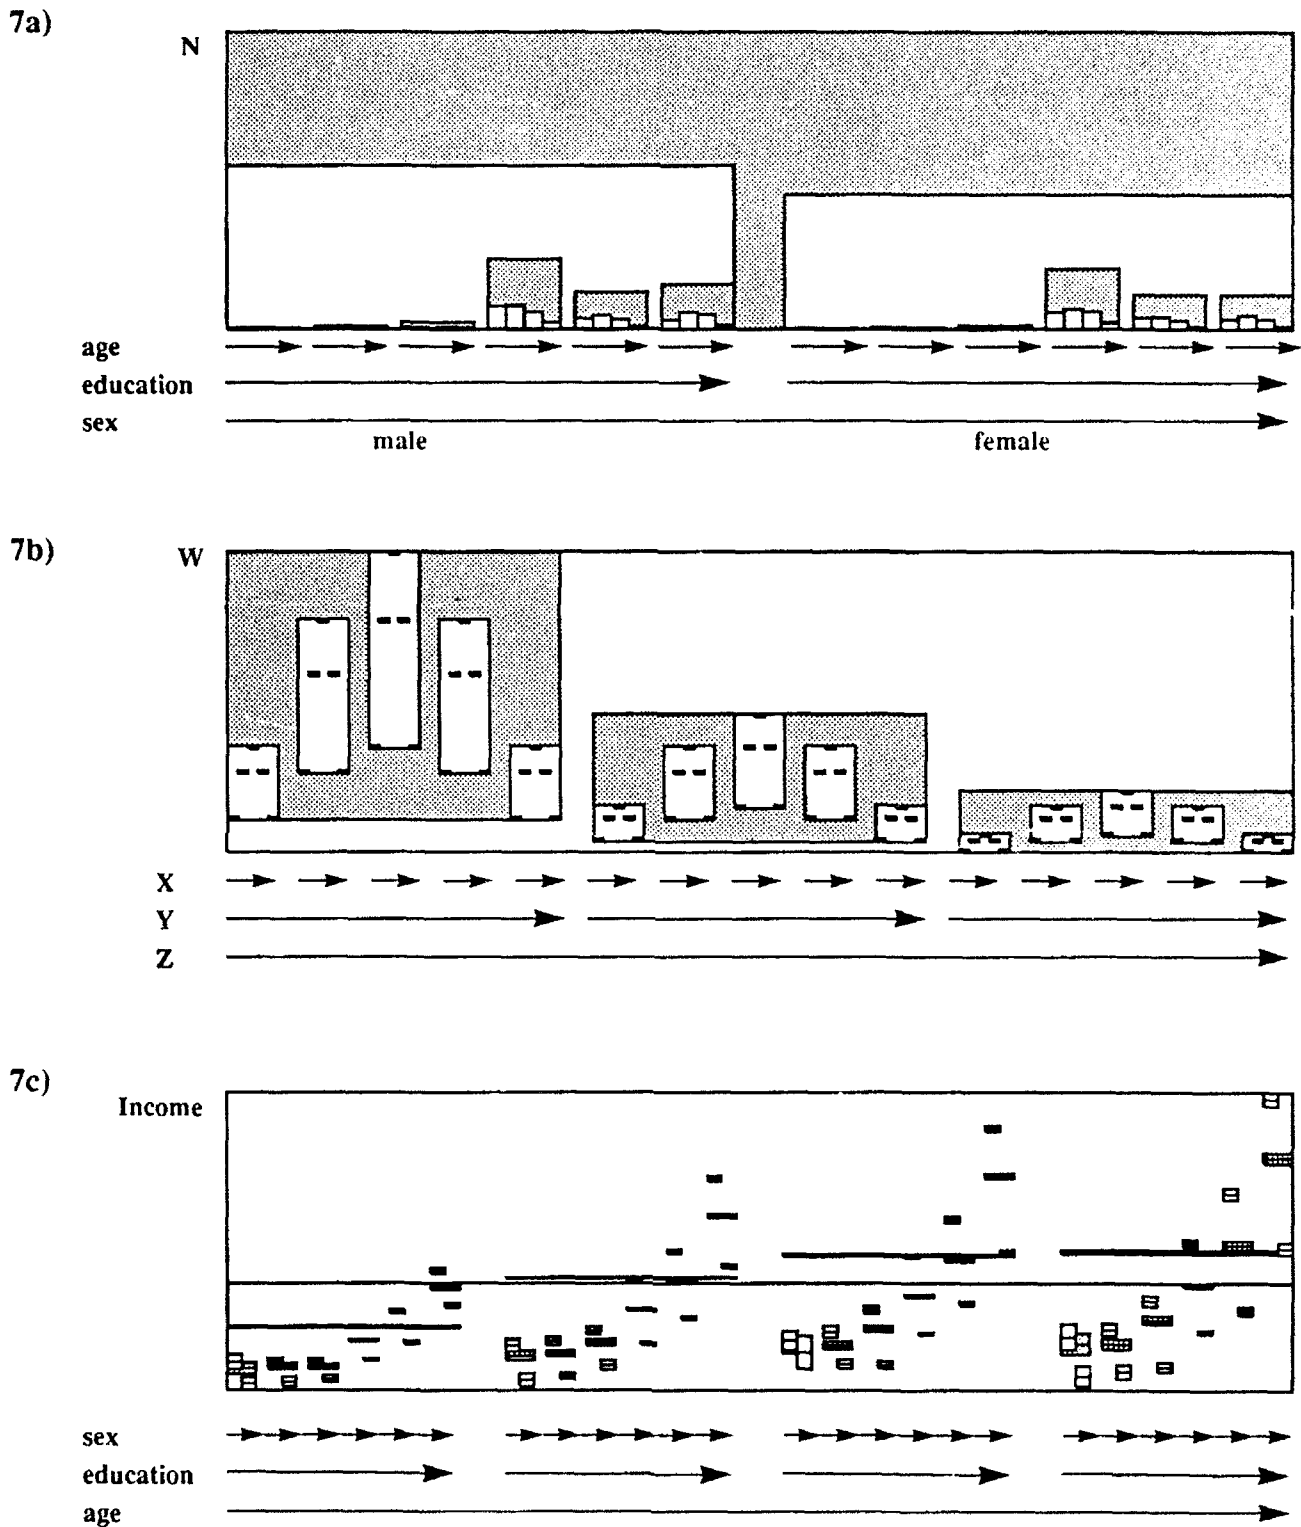 7a)
N
age
education
sex
male female
7b)
W
X
Y
Z
7c)
Income
sex
education
age